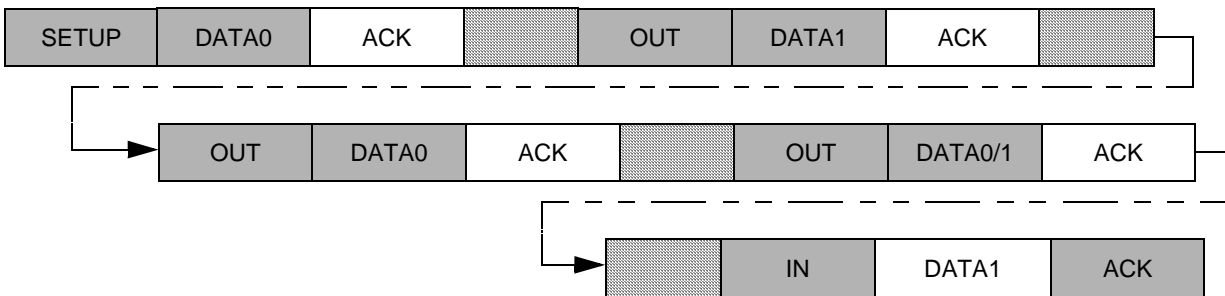 SETUP DATA0 ACK OUT DATA1 ACK
OUT DATA0 ACK OUT DATA0/1 ACK
IN DATA1 ACK